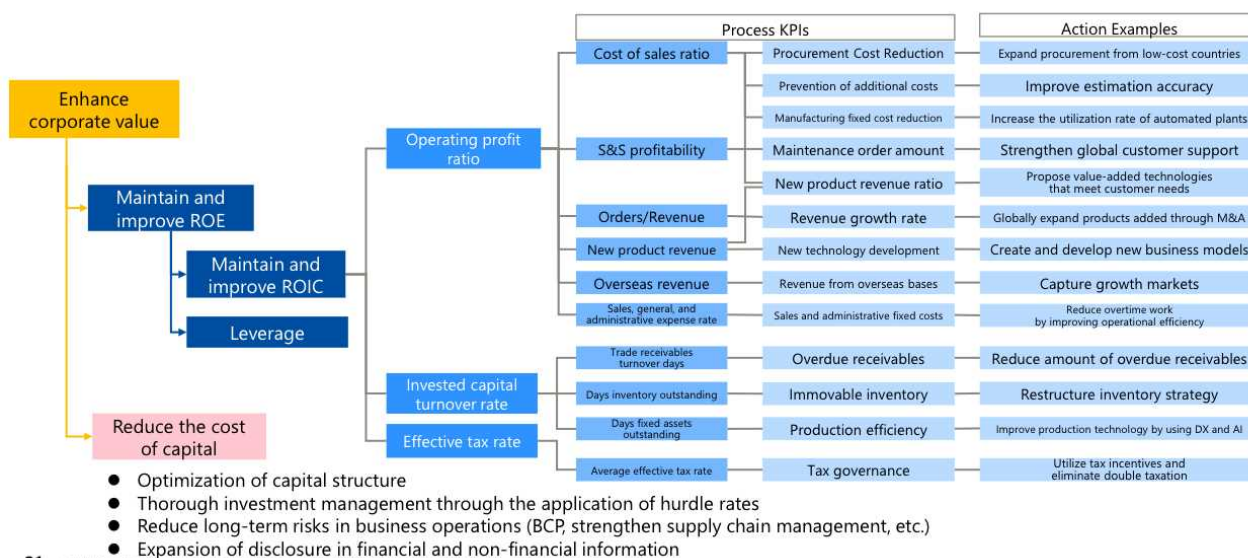 Process KPIs
Action Examples
Cost of sales ratio
Procurement Cost Reduction
Expand procurement from low-cost countries
Enhance
corporate value
Prevention of additional costs
Improve estimation accuracy
Manufacturing fixed cost reduction
Increase the utilization rate of automated plants
Operating profit
ratio
S&S profitability
Maintenance order amount
Strengthen global customer support
New product revenue ratio
Propose value-added technologies
that meet customer needs
Maintain and
improve ROE
Orders/Revenue
Revenue growth rate
Globally expand products added through M&A
New product revenue
New technology development
Create and develop new business models
Maintain and
improve ROIC
Overseas revenue
Revenue from overseas bases
Capture growth markets
Leverage
Sales, general, and
administrative expense rate
Sales and administrative fixed costs
Reduce overtime work
by improving operational efficiency
Trade receivables
turnover days
Overdue receivables
Reduce amount of overdue receivables
Invested capital
turnover rate
Days inventory outstanding
Immovable inventory
Restructure inventory strategy
Reduce the cost
of capital
Effective tax rate
Days fixed assets
outstanding
Production efficiency
Improve production technology by using DX and AI
Average effective tax rate
Tax governance
Utilize tax incentives and
eliminate double taxation
● Optimization of capital structure
● Thorough investment management through the application of hurdle rates
● Reduce long-term risks in business operations (BCP, strengthen supply chain management, etc.)
● Expansion of disclosure in financial and non-financial information